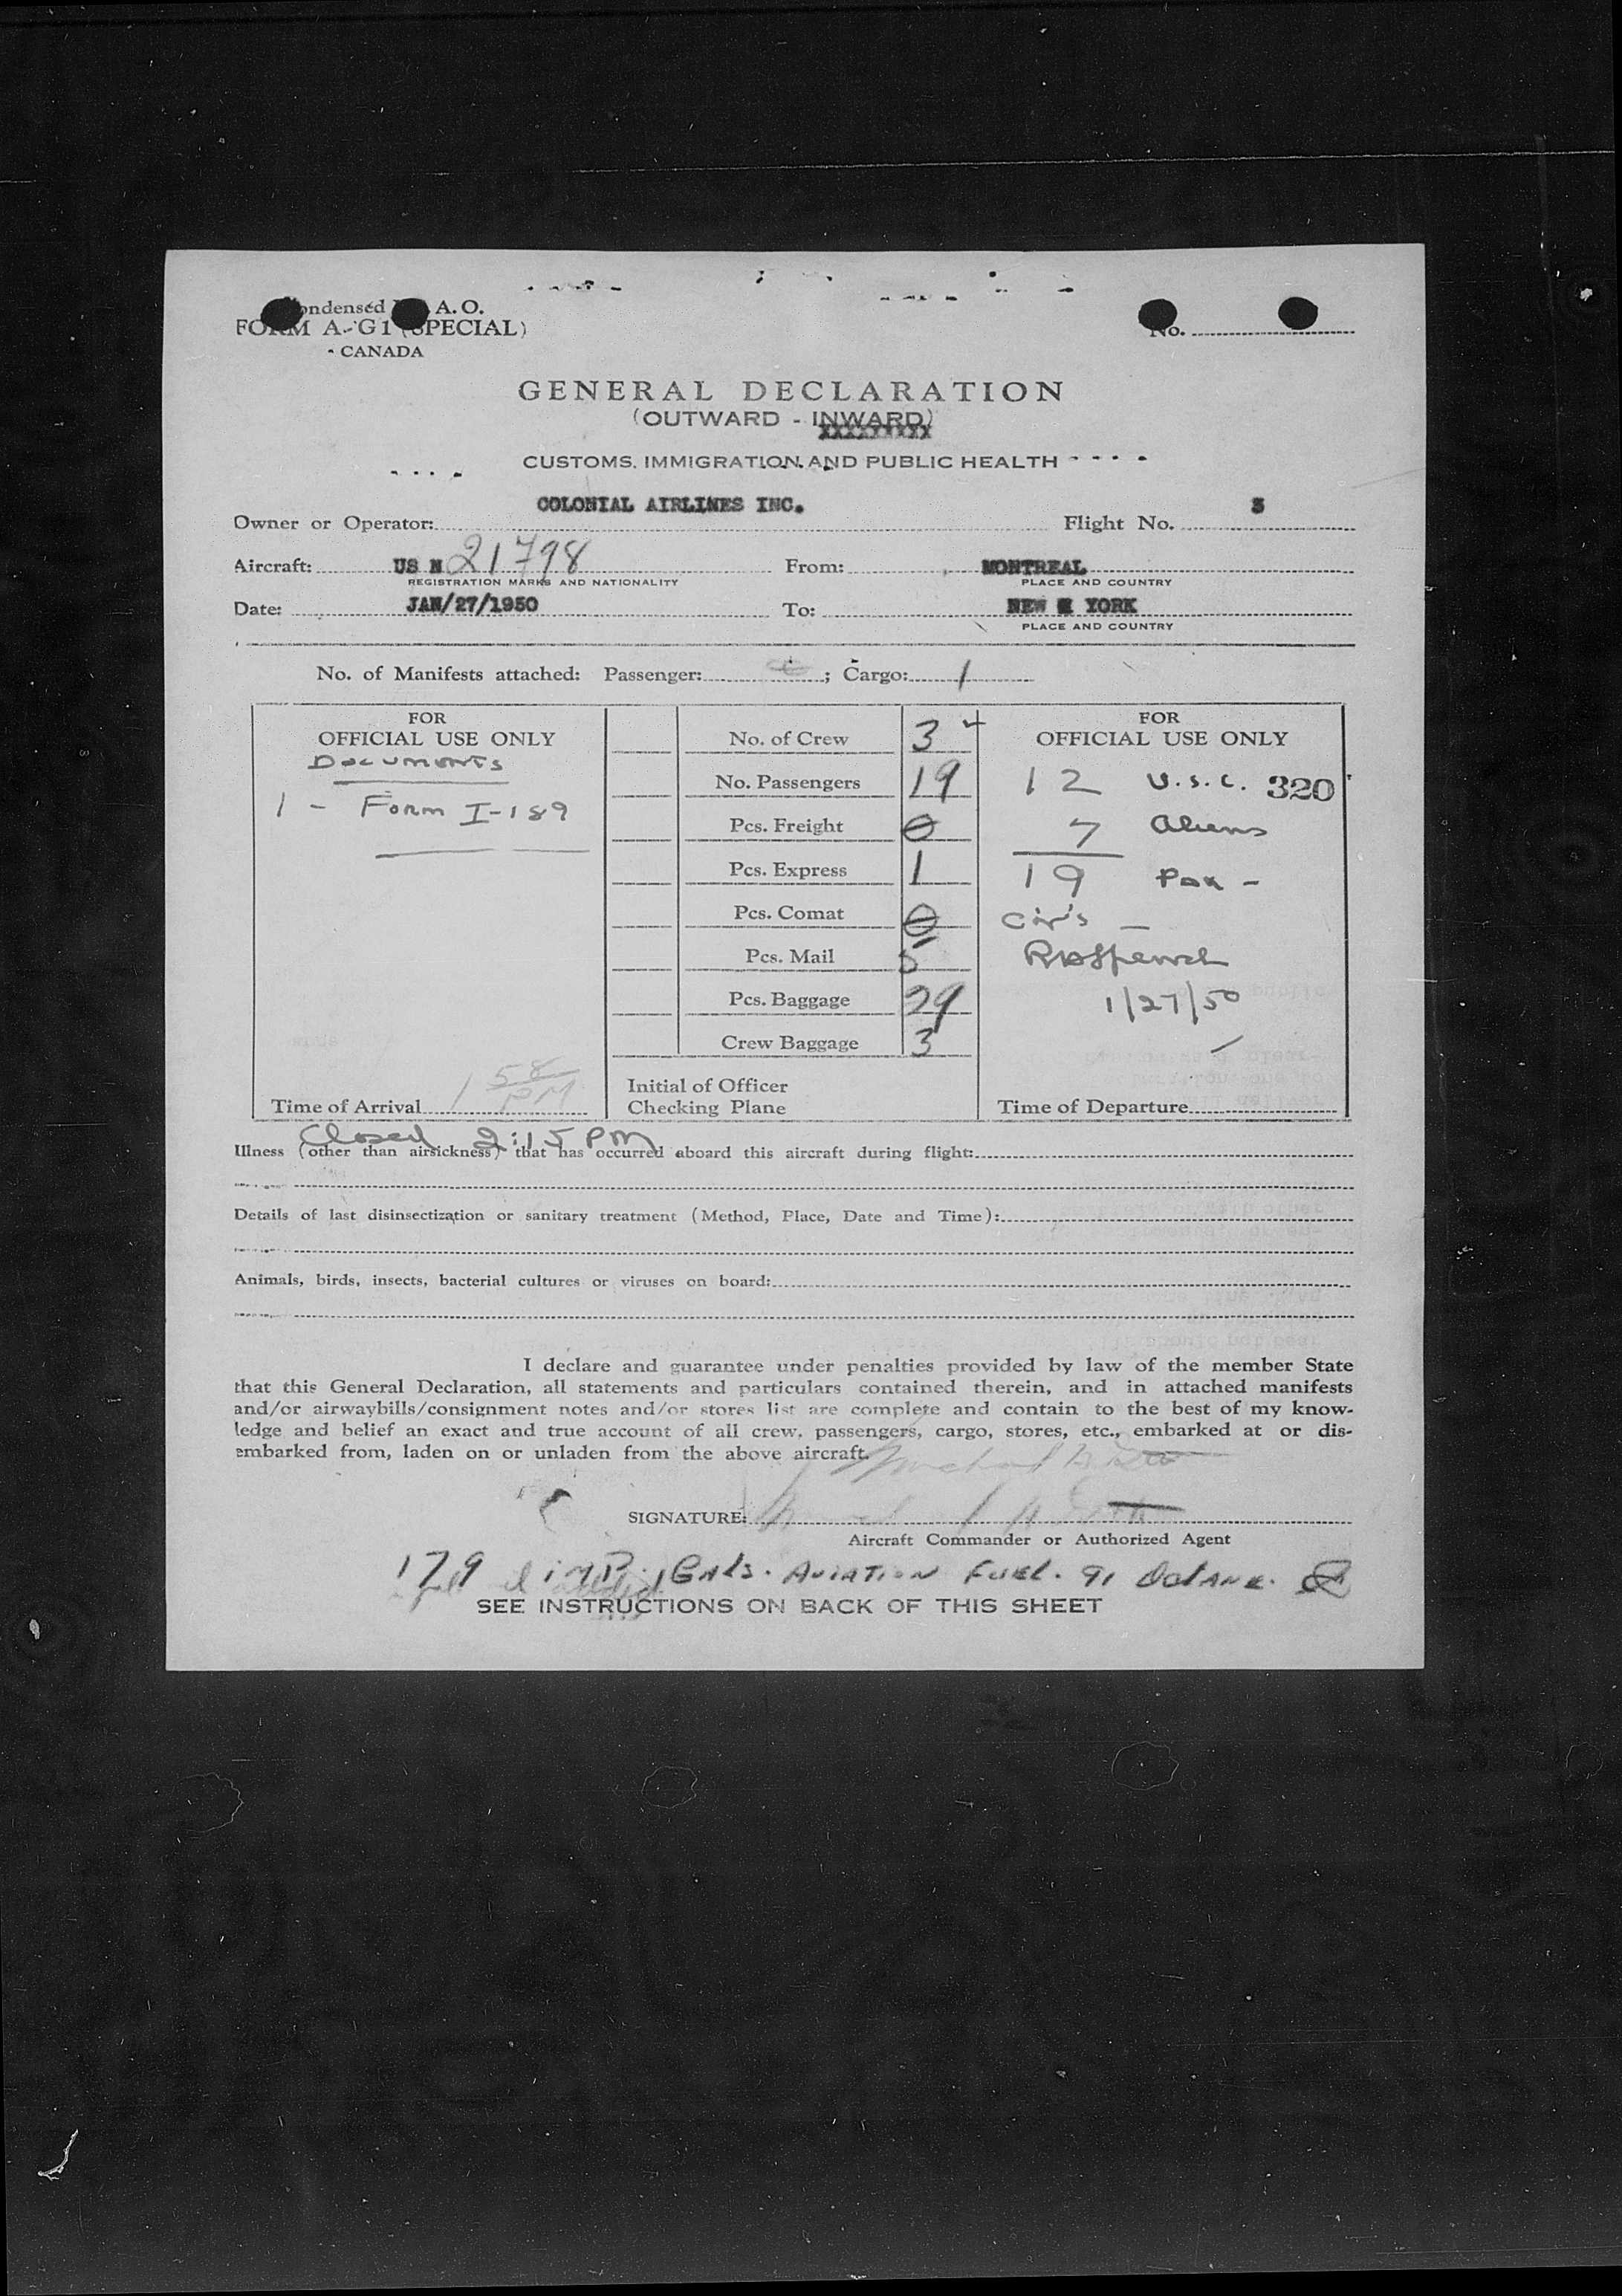 Condensed I.C.A.O.
FORM A-G1 (SPECIAL)
- CANADA
No.
GENERAL DECLARATION
(OUTWARD - INWARD)
XXXXXXXXX
CUSTOMS, IMMIGRATION AND PUBLIC HEALTH
Owner or Operator: COLONIAL AIRLINES INC. Flight No. 3
Aircraft: US N 21798 From: MONTREAL
REGISTRATION MARKS AND NATIONALITY PLACE AND COUNTRY
Date: JAN/27/1950 To: NEW YORK
PLACE AND COUNTRY
No. of Manifests attached: Passenger: ; Cargo: 1
FOR
OFFICIAL USE ONLY
Documents
1 - Form I-189
Time of Arrival 1 58 PM
No. of Crew 3
No. Passengers 19
Pcs. Freight 0
Pcs. Express 1
Pcs. Comat 0
Pcs. Mail 5
Pcs. Baggage 29
Crew Baggage 3
Initial of Officer
Checking Plane
FOR
OFFICIAL USE ONLY
12 U.S.C. 320
7 Aliens
19 Pax -
1/27/50
Time of Departure
Closed 2:15 PM
Illness (other than airsickness) that has occurred aboard this aircraft during flight:
Details of last disinsectization or sanitary treatment (Method, Place, Date and Time):
Animals, birds, insects, bacterial cultures or viruses on board:
I declare and guarantee under penalties provided by law of the member State
that this General Declaration, all statements and particulars contained therein, and in attached manifests
and/or airwaybills/consignment notes and/or stores list are complete and contain to the best of my know-
ledge and belief an exact and true account of all crew, passengers, cargo, stores, etc., embarked at or dis-
embarked from, laden on or unladen from the above aircraft.
SIGNATURE:
Aircraft Commander or Authorized Agent
179 imp. Gals. Aviation Fuel. 91 Octane.
SEE INSTRUCTIONS ON BACK OF THIS SHEET